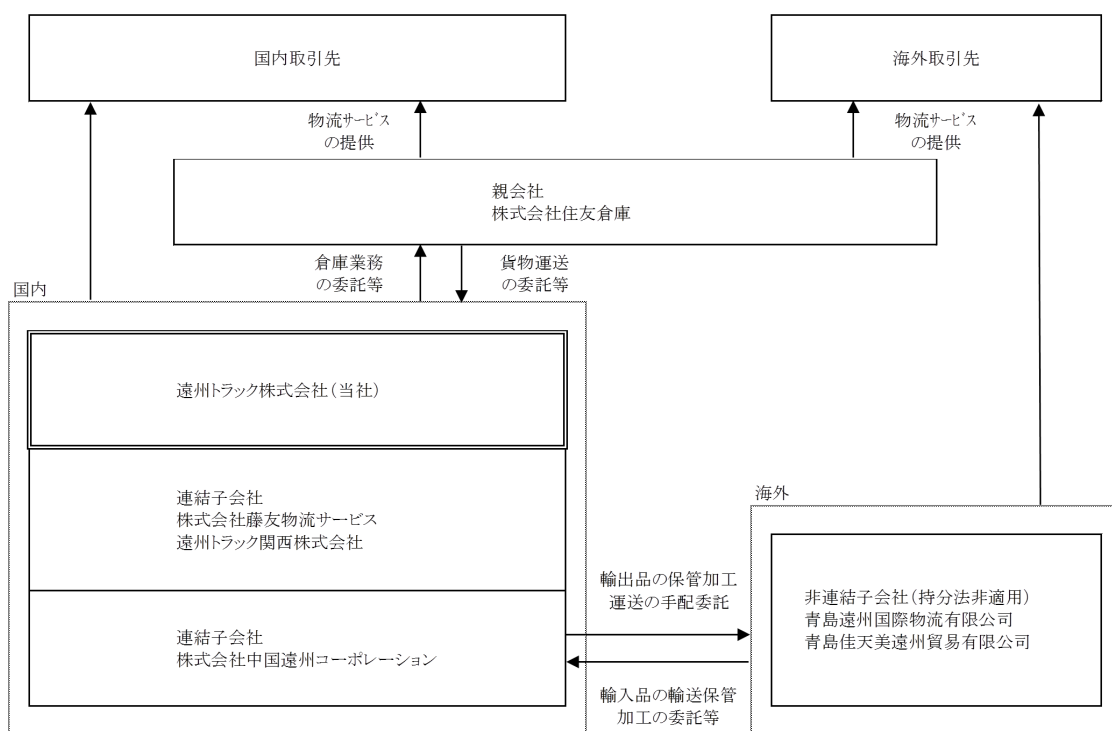 国内取引先
海外取引先
物流サービス
の提供
物流サービス
の提供
親会社
株式会社住友倉庫
倉庫業務
の委託等
貨物運送
の委託等
国内
遠州トラック株式会社(当社)
連結子会社
株式会社藤友物流サービス
遠州トラック関西株式会社
海外
輸出品の保管加工
運送の手配委託
非連結子会社(持分法非適用)
青島遠州国際物流有限公司
青島佳天美遠州貿易有限公司
連結子会社
株式会社中国遠州コーポレーション
輸入品の輸送保管
加工の委託等